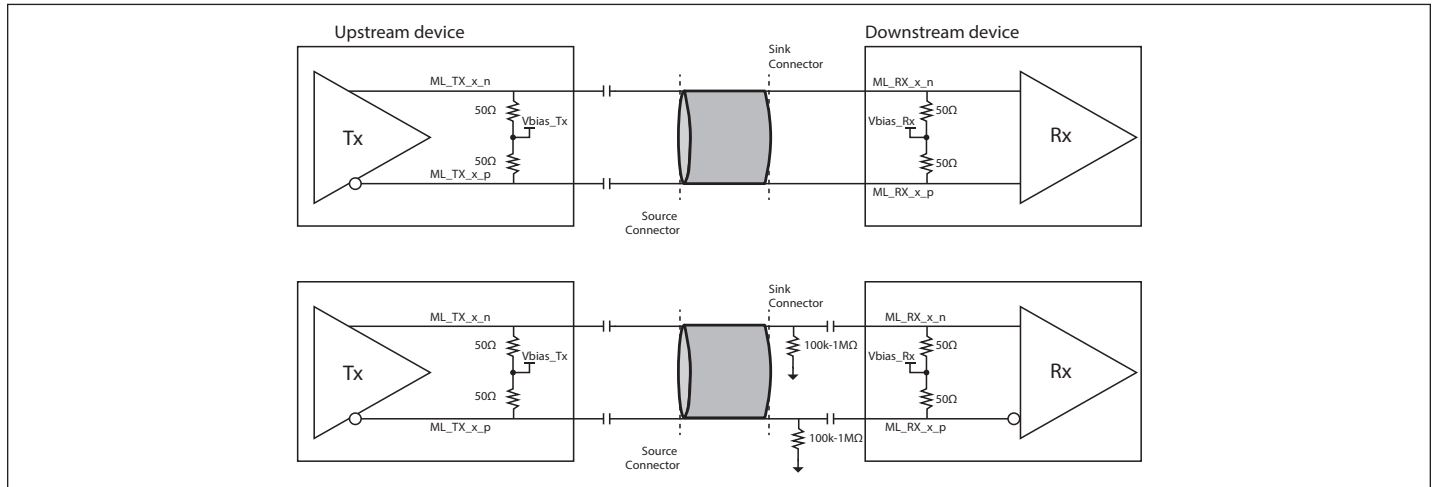 Upstream device
Downstream device
Sink
Connector
ML_TX_x_n
ML_RX_x_n
50Ω
Vbias_Tx
50Ω
Vbias_Rx
Tx
Rx
50Ω
50Ω
ML_TX_x_p
ML_RX_x_p
Source
Connector
Sink
Connector
ML_TX_x_n
ML_RX_x_n
50Ω
Vbias_Tx
100k-1MΩ
50Ω
Vbias_Rx
Tx
Rx
50Ω
50Ω
ML_TX_x_p
ML_RX_x_p
100k-1MΩ
Source
Connector